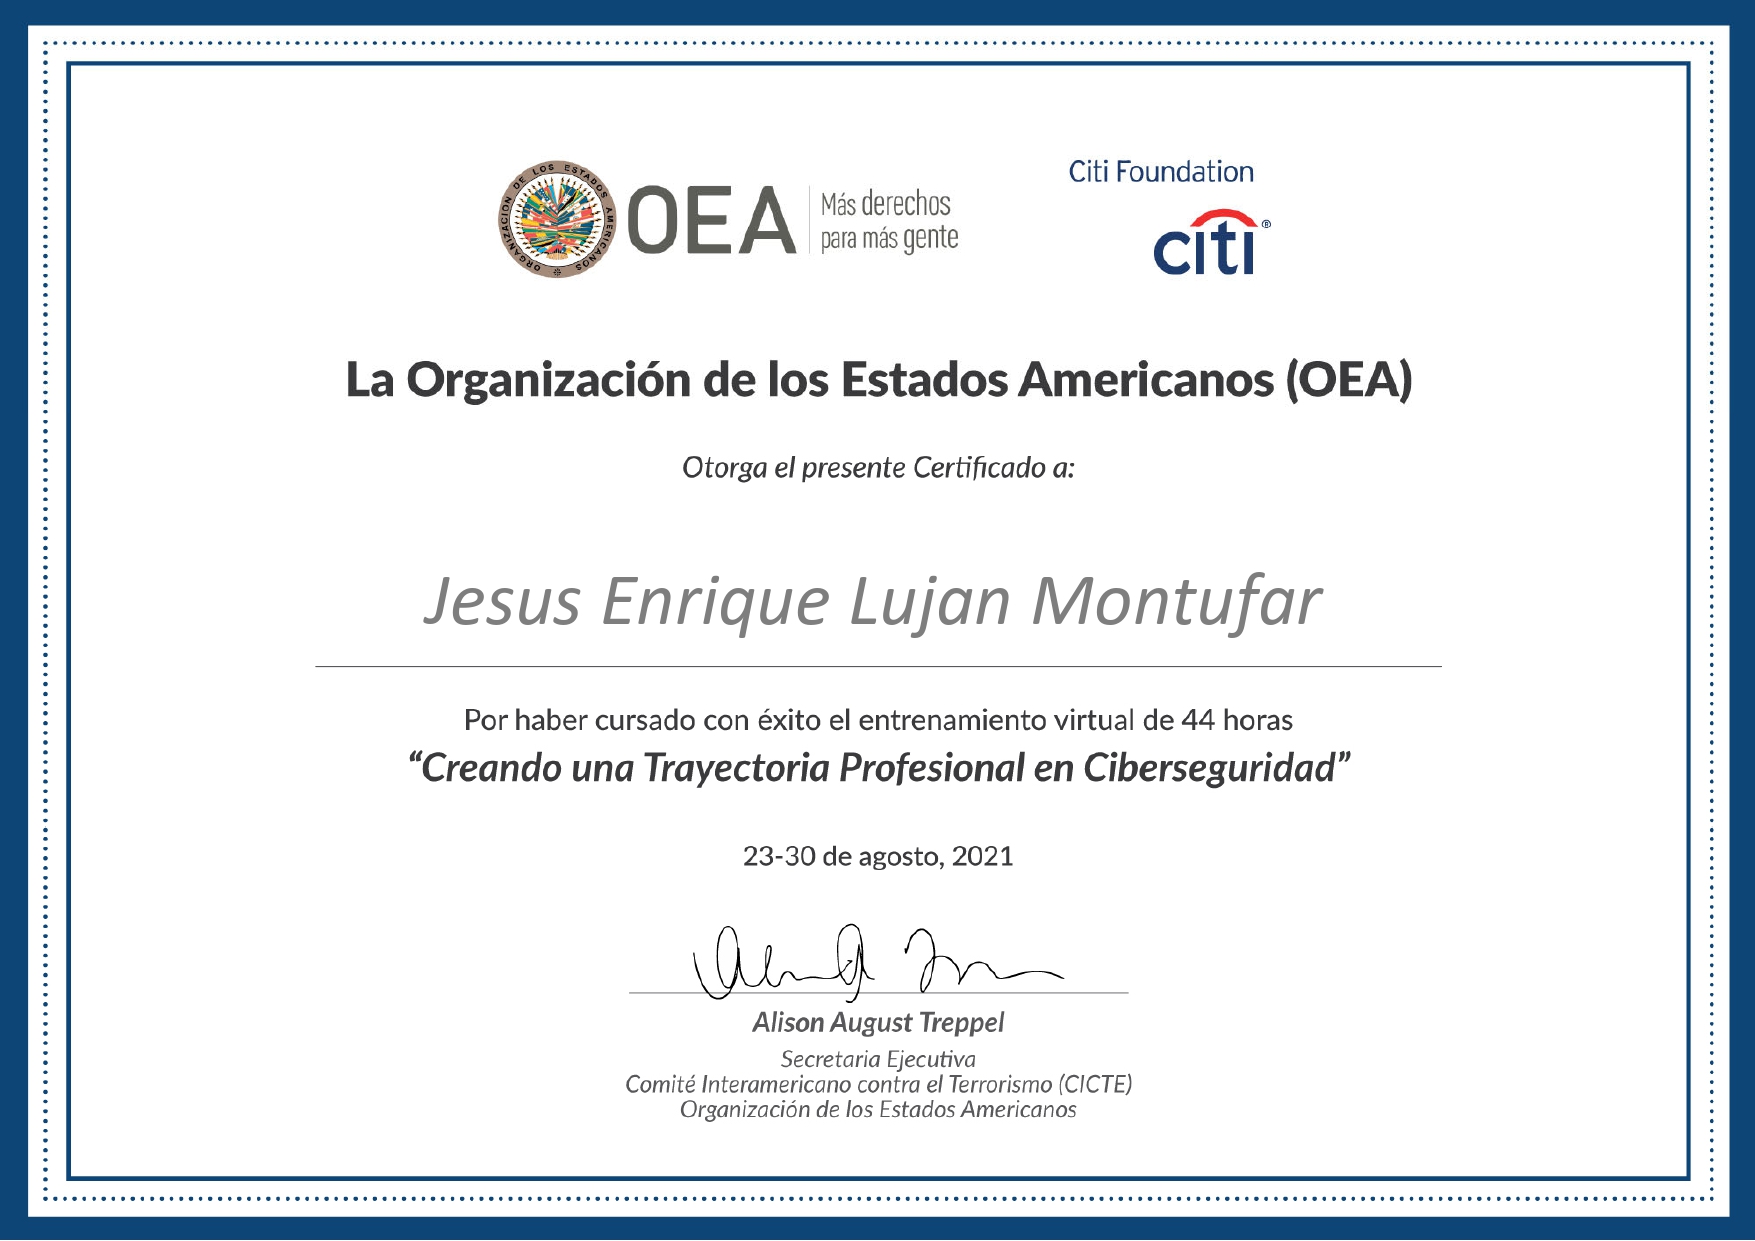 ORGANIZACION DE LOS ESTADOS AMERICANOS
OEA
Más derechos
para más gente
Citi Foundation
citi®
La Organización de los Estados Americanos (OEA)
Otorga el presente Certificado a:
Jesus Enrique Lujan Montufar
Por haber cursado con éxito el entrenamiento virtual de 44 horas
“Creando una Trayectoria Profesional en Ciberseguridad”
23-30 de agosto, 2021
Alison August Treppel
Secretaria Ejecutiva
Comité Interamericano contra el Terrorismo (CICTE)
Organización de los Estados Americanos